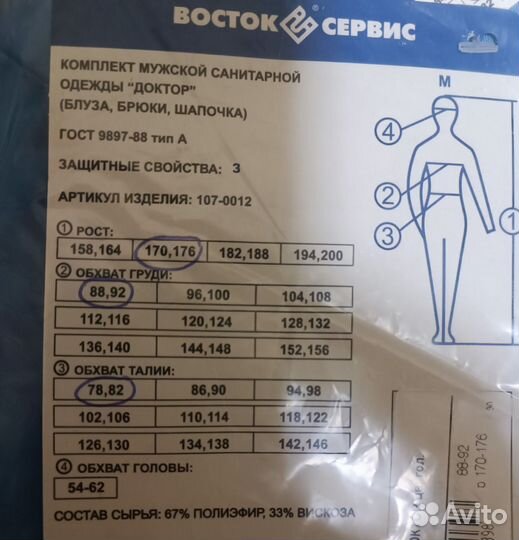 ВОСТОК СЕРВИС
КОМПЛЕКТ МУЖСКОЙ САНИТАРНОЙ
ОДЕЖДЫ "ДОКТОР"
(БЛУЗА, БРЮКИ, ШАПОЧКА)
ГОСТ 9897-88 тип А
ЗАЩИТНЫЕ СВОЙСТВА: З
АРТИКУЛ ИЗДЕЛИЯ: 107-0012
1 РОСТ:
158,164 170,176 182,188 194,200
2 ОБХВАТ ГРУДИ:
88,92 96,100 104,108
112,116 120,124 128,132
136,140 144,148 152,156
3 ОБХВАТ ТАЛИИ:
78,82 86,90 94,98
102,106 110,114 118,122
126,130 134,138 142,146
4 ОБХВАТ ГОЛОВЫ:
54-62
СОСТАВ СЫРЬЯ: 67% ПОЛИЭФИР, 33% ВИСКОЗА
М
4
2
3
1
88-92
р 170-176
Avito